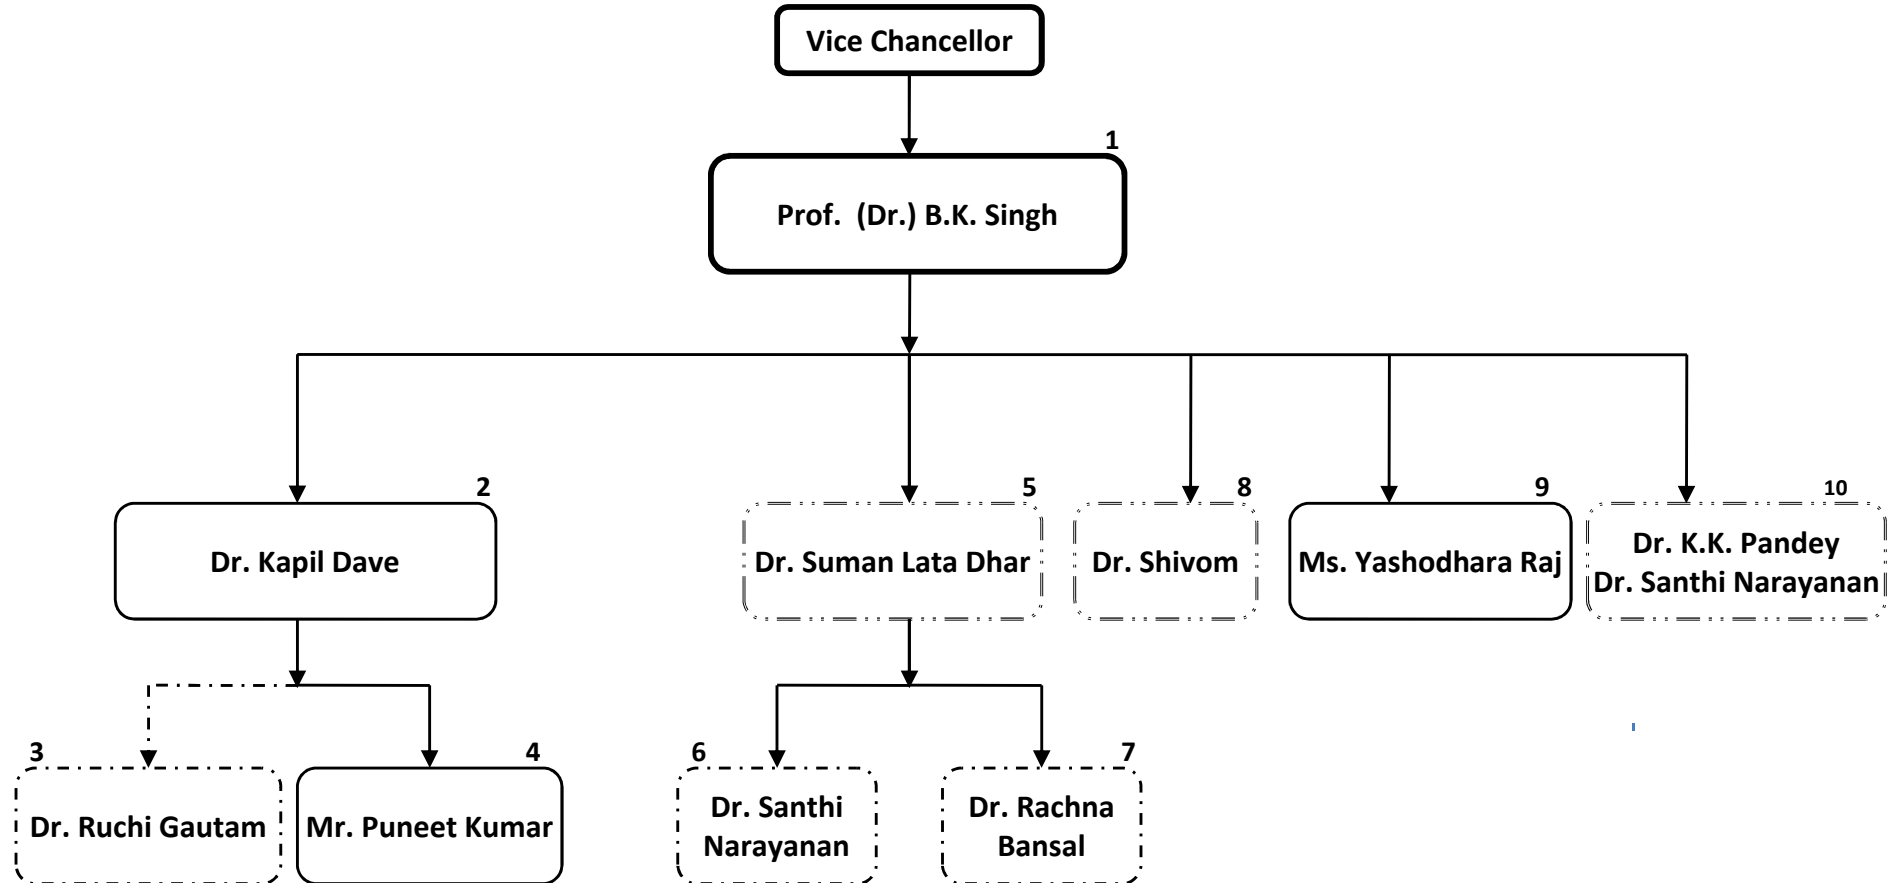 Vice Chancellor
1
Prof.  (Dr.) B.K. Singh
2
5
8
9
10
Dr. Kapil Dave
Dr. Suman Lata Dhar
Dr. Shivom
Ms. Yashodhara Raj
Dr. K.K. Pandey
Dr. Santhi Narayanan
3
4
6
7
Dr. Ruchi Gautam
Mr. Puneet Kumar
Dr. Santhi
Narayanan
Dr. Rachna
Bansal